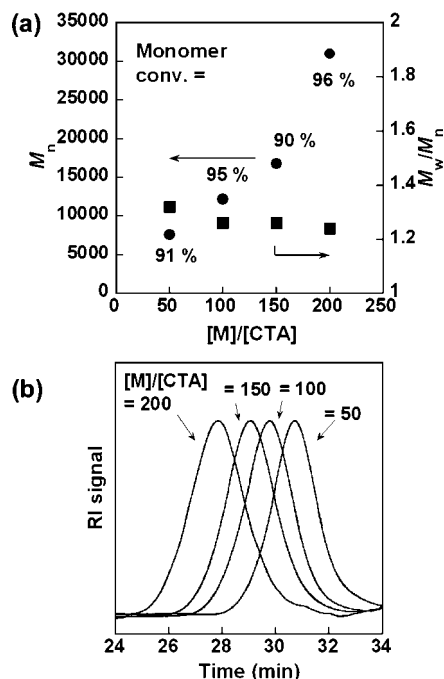 (a)
35000
30000
25000
20000
15000
10000
5000
0
Mn
Monomer
conv. =
96 %
90 %
95 %
91 %
2
1.8
1.6
1.4
1.2
1
Mw/Mn
0 50 100 150 200 250
[M]/[CTA]
(b)
[M]/[CTA]
= 200
= 150 = 100
= 50
RI signal
24 26 28 30 32 34
Time (min)